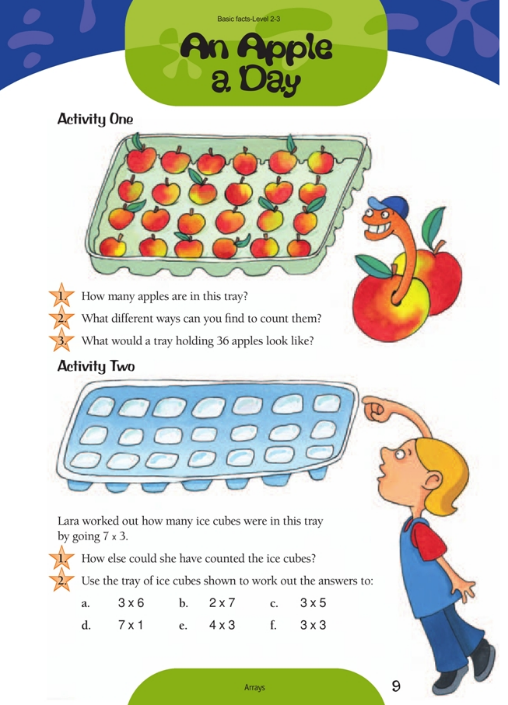 Basic facts-Level 2-3
An Apple
a Day
Activity One
1. How many apples are in this tray?
2. What different ways can you find to count them?
3. What would a tray holding 36 apples look like?
Activity Two
Lara worked out how many ice cubes were in this tray
by going 7 x 3.
1. How else could she have counted the ice cubes?
2. Use the tray of ice cubes shown to work out the answers to:
a. 3 x 6 b. 2 x 7 c. 3 x 5
d. 7 x 1 e. 4 x 3 f. 3 x 3
Arrays
9